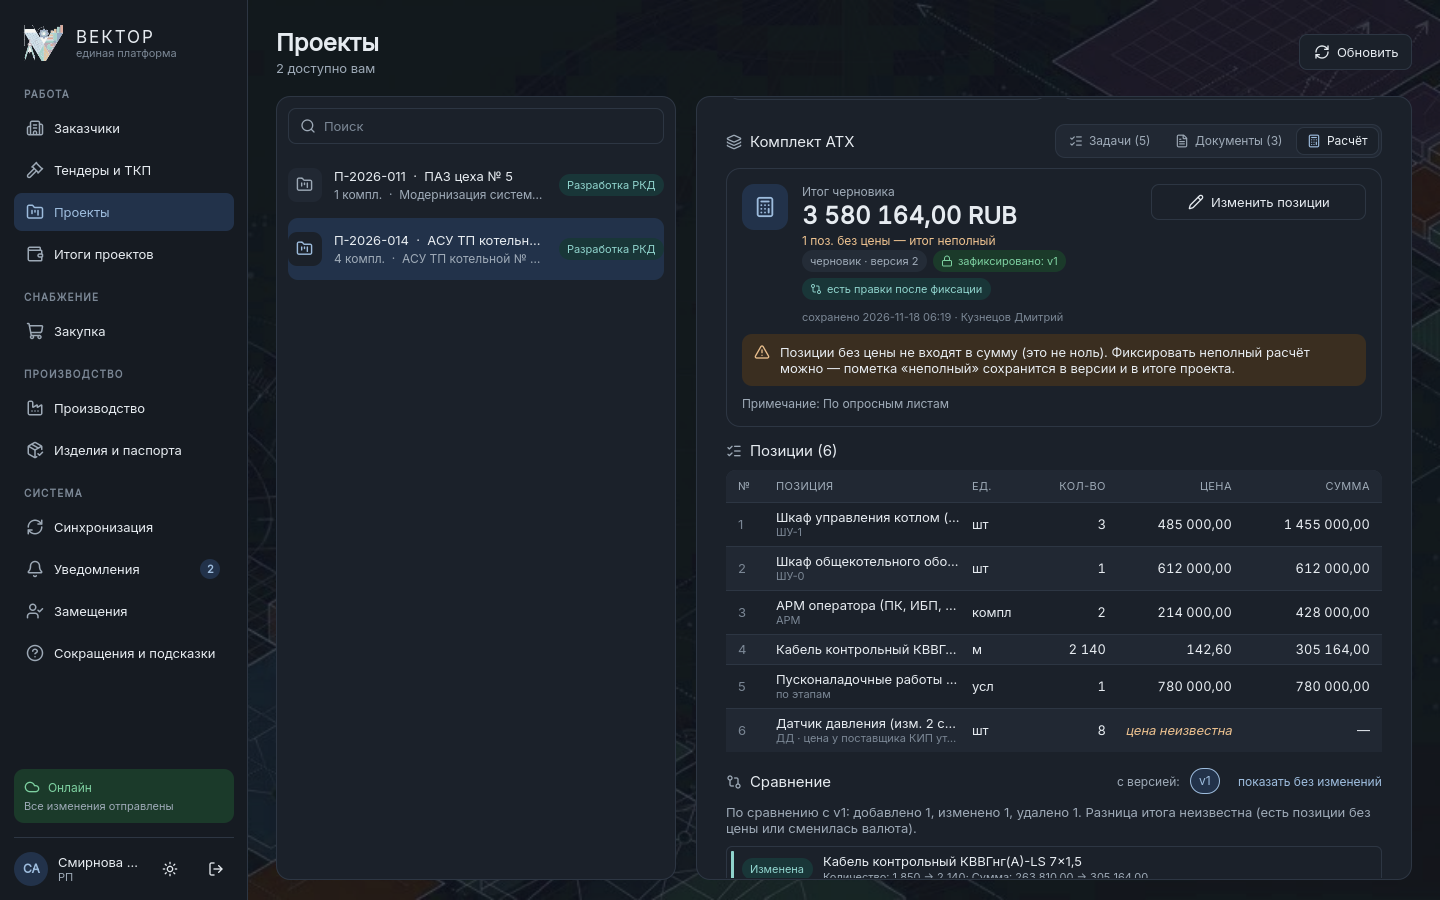 ВЕКТОР
единая платформа
РАБОТА
Заказчики
Тендеры и ТКП
Проекты
Итоги проектов
СНАБЖЕНИЕ
Закупка
ПРОИЗВОДСТВО
Производство
Изделия и паспорта
СИСТЕМА
Синхронизация
Уведомления 2
Замещения
Сокращения и подсказки
Онлайн
Все изменения отправлены
СА Смирнова ...
РП
Проекты
2 доступно вам
Обновить
Поиск
П-2026-011 · ПАЗ цеха № 5
1 компл. · Модернизация систем...
Разработка РКД
П-2026-014 · АСУ ТП котельн...
4 компл. · АСУ ТП котельной № ...
Разработка РКД
Комплект АТХ
Задачи (5) Документы (3) Расчёт
Итог черновика
3 580 164,00 RUB
Изменить позиции
1 поз. без цены — итог неполный
черновик · версия 2 зафиксировано: v1
есть правки после фиксации
сохранено 2026-11-18 06:19 · Кузнецов Дмитрий
Позиции без цены не входят в сумму (это не ноль). Фиксировать неполный расчёт
можно — пометка «неполный» сохранится в версии и в итоге проекта.
Примечание: По опросным листам
Позиции (6)
№ ПОЗИЦИЯ ЕД. КОЛ-ВО ЦЕНА СУММА
1 Шкаф управления котлом (... шт 3 485 000,00 1 455 000,00
ШУ-1
2 Шкаф общекотельного обо... шт 1 612 000,00 612 000,00
ШУ-0
3 АРМ оператора (ПК, ИБП, ... компл 2 214 000,00 428 000,00
АРМ
4 Кабель контрольный КВВГ... м 2 140 142,60 305 164,00
5 Пусконаладочные работы ... усл 1 780 000,00 780 000,00
по этапам
6 Датчик давления (изм. 2 с... шт 8 цена неизвестна —
ДД · цена у поставщика КИП ут...
Сравнение
с версией: v1 показать без изменений
По сравнению с v1: добавлено 1, изменено 1, удалено 1. Разница итога неизвестна (есть позиции без
цены или сменилась валюта).
Изменена
Кабель контрольный КВВГнг(А)-LS 7×1,5
Количество: 1 850 → 2 140; Сумма: 263 810,00 → 305 164,00